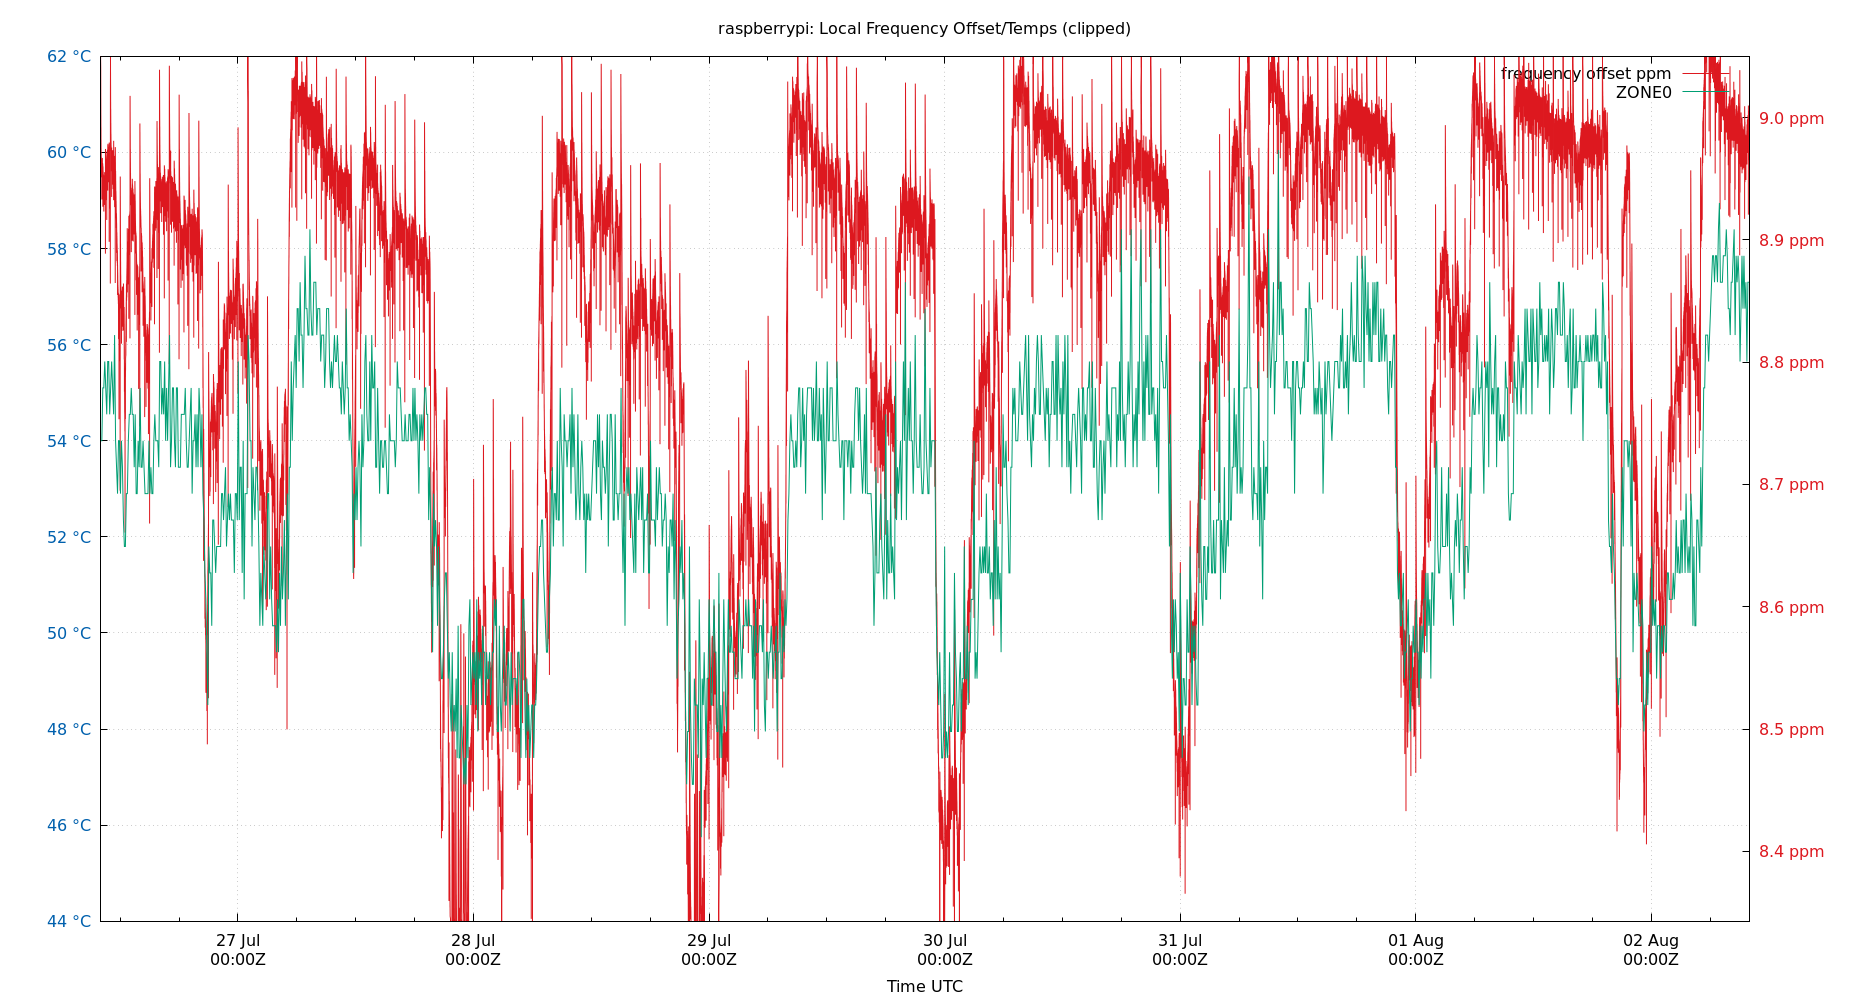 raspberrypi: Local Frequency Offset/Temps (clipped)
62 °C
60 °C
58 °C
56 °C
54 °C
52 °C
50 °C
48 °C
46 °C
44 °C
frequency offset ppm
ZONE0
9.0 ppm
8.9 ppm
8.8 ppm
8.7 ppm
8.6 ppm
8.5 ppm
8.4 ppm
27 Jul
00:00Z
28 Jul
00:00Z
29 Jul
00:00Z
30 Jul
00:00Z
31 Jul
00:00Z
01 Aug
00:00Z
02 Aug
00:00Z
Time UTC